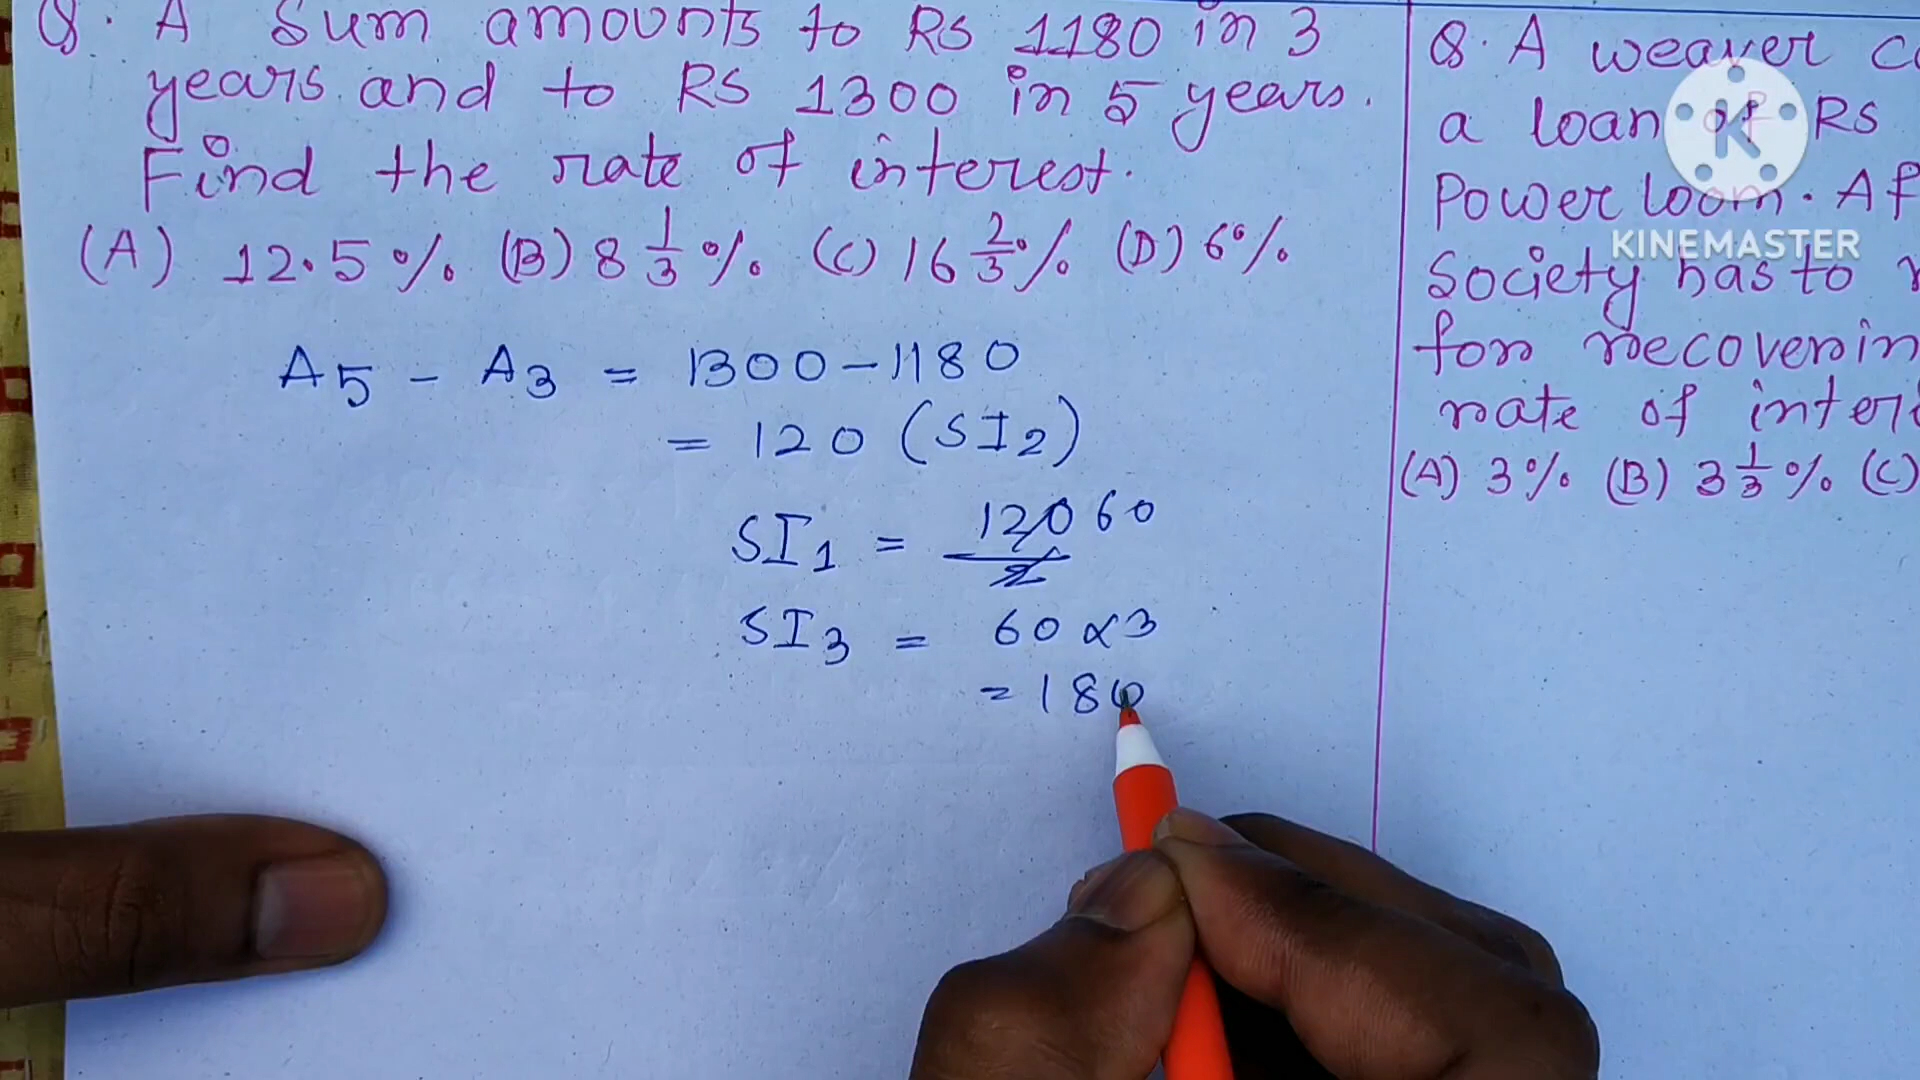 Q. A sum amounts to Rs 1180 in 3
years and to Rs 1300 in 5 years.
Find the rate of interest.
(A) 12.5% (B) 8 1/3 % (C) 16 2/3 % (D) 6%
A5 - A3 = 1300 - 1180
= 120 (SI2)
SI1 = 120/2 60
SI3 = 60 x 3
= 180
Q. A weaver
a loan of Rs
Power loom. 
Society has to
for
rate of
(A) 3% (B) 3 1/3 % (C)
KINEMASTER